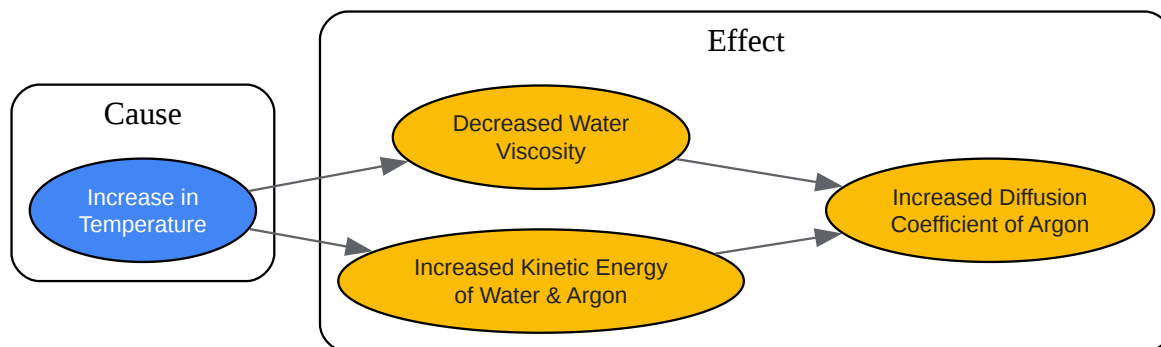 Effect
Cause
Decreased Water
Viscosity
Increase in
Temperature
Increased Diffusion
Coefficient of Argon
Increased Kinetic Energy
of Water & Argon